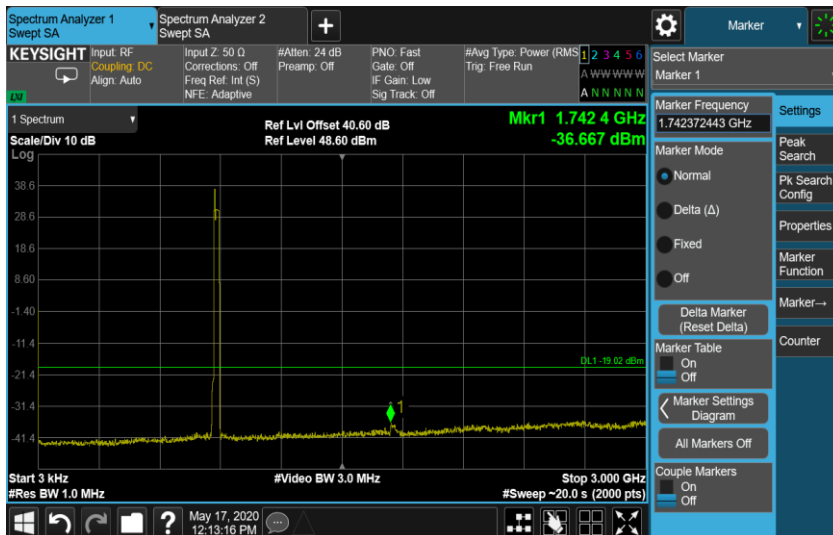 Spectrum Analyzer 1
Swept SA
Spectrum Analyzer 2
Swept SA
Marker
KEYSIGHT
LXI
Input: RF
Coupling: DC
Align: Auto
Input Z: 50 Ω
Corrections: Off
Freq Ref: Int (S)
NFE: Adaptive
#Atten: 24 dB
Preamp: Off
PNO: Fast
Gate: Off
IF Gain: Low
Sig Track: Off
#Avg Type: Power (RMS
Trig: Free Run
1 2 3 4 5 6
A W W W W W
A N N N N N
Select Marker
Marker 1
1 Spectrum
Scale/Div 10 dB
Log
Ref Lvl Offset 40.60 dB
Ref Level 48.60 dBm
Mkr1 1.742 4 GHz
-36.667 dBm
38.6
28.6
18.6
8.60
-1.40
-11.4
-21.4
-31.4
-41.4
DL1 -19.02 dBm
1
Start 3 kHz
#Res BW 1.0 MHz
#Video BW 3.0 MHz
Stop 3.000 GHz
#Sweep ~20.0 s (2000 pts)
Marker Frequency
1.742372443 GHz
Marker Mode
Normal
Delta (Δ)
Fixed
Off
Delta Marker
(Reset Delta)
Marker Table
On
Off
Marker Settings
Diagram
All Markers Off
Couple Markers
On
Off
Settings
Peak
Search
Pk Search
Config
Properties
Marker
Function
Marker→
Counter
?
May 17, 2020
12:13:16 PM